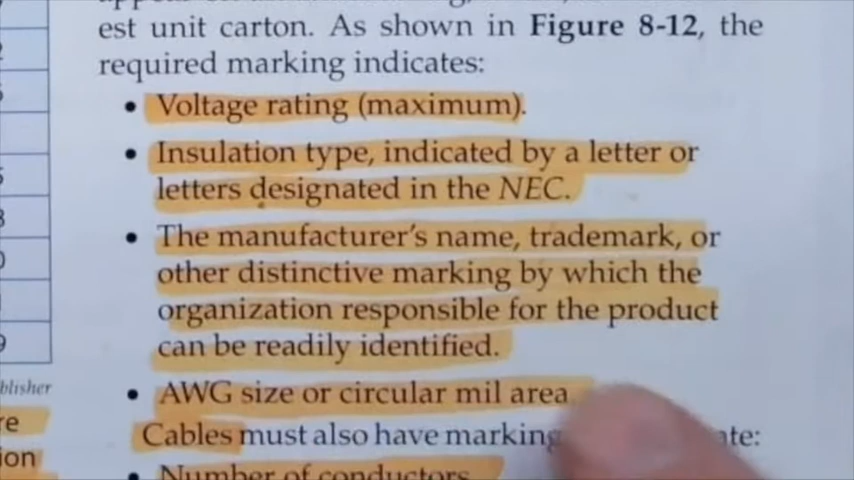 est unit carton. As shown in Figure 8-12, the
required marking indicates:
• Voltage rating (maximum).
• Insulation type, indicated by a letter or
letters designated in the NEC.
• The manufacturer's name, trademark, or
other distinctive marking by which the
organization responsible for the product
can be readily identified.
• AWG size or circular mil area
Cables must also have marking
• Number of conductors